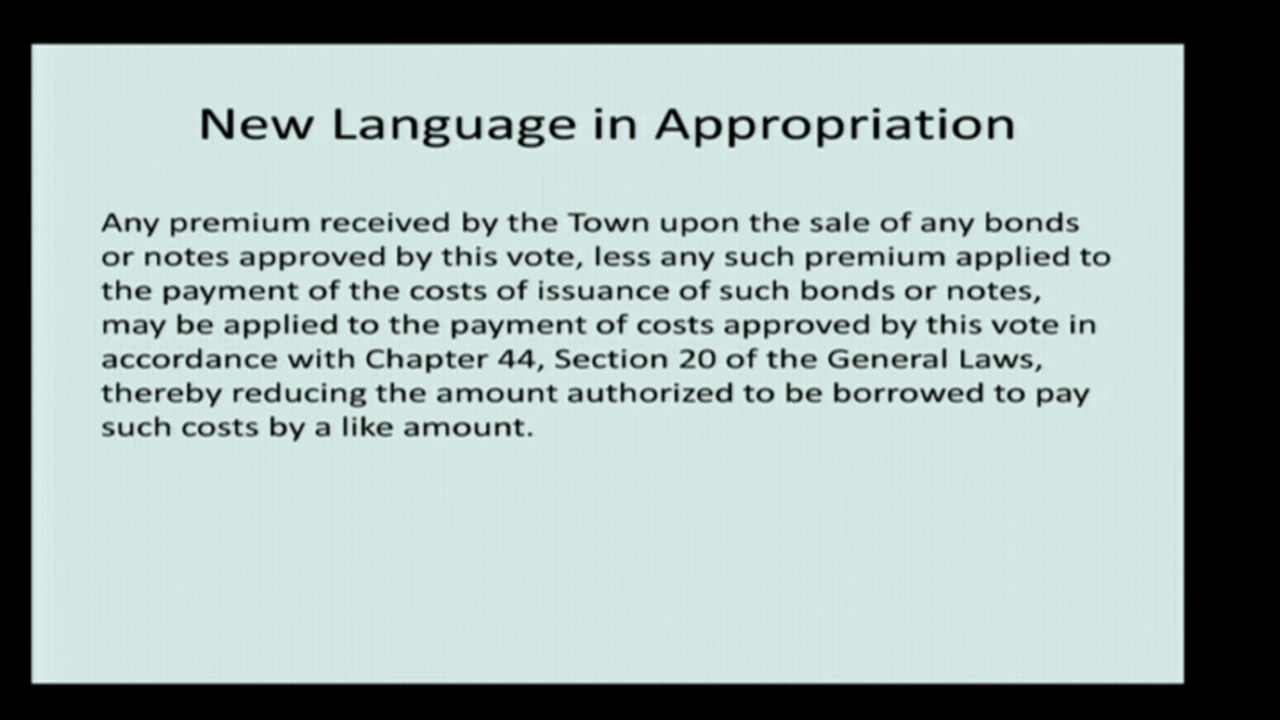 New Language in Appropriation
Any premium received by the Town upon the sale of any bonds
or notes approved by this vote, less any such premium applied to
the payment of the costs of issuance of such bonds or notes,
may be applied to the payment of costs approved by this vote in
accordance with Chapter 44, Section 20 of the General Laws,
thereby reducing the amount authorized to be borrowed to pay
such costs by a like amount.